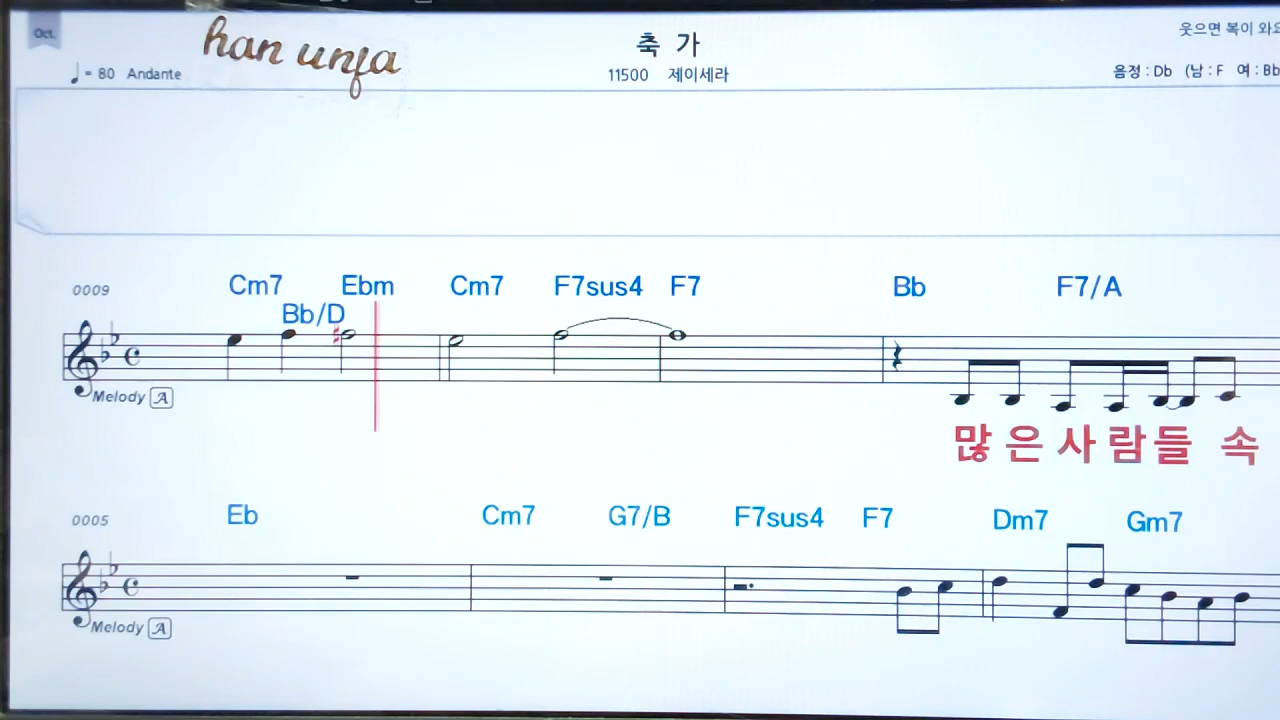 Oct.
han unfa
축 가
웃으면 복이 와요
♩ = 80 Andante
11500 제이세라
음정 : Db (남 : F 여 : Bb
0009
Cm7 Bb/D Ebm Cm7 F7sus4 F7 Bb F7/A
Melody A
많 은 사 람 들 속
0005
Eb Cm7 G7/B F7sus4 F7 Dm7 Gm7
Melody A